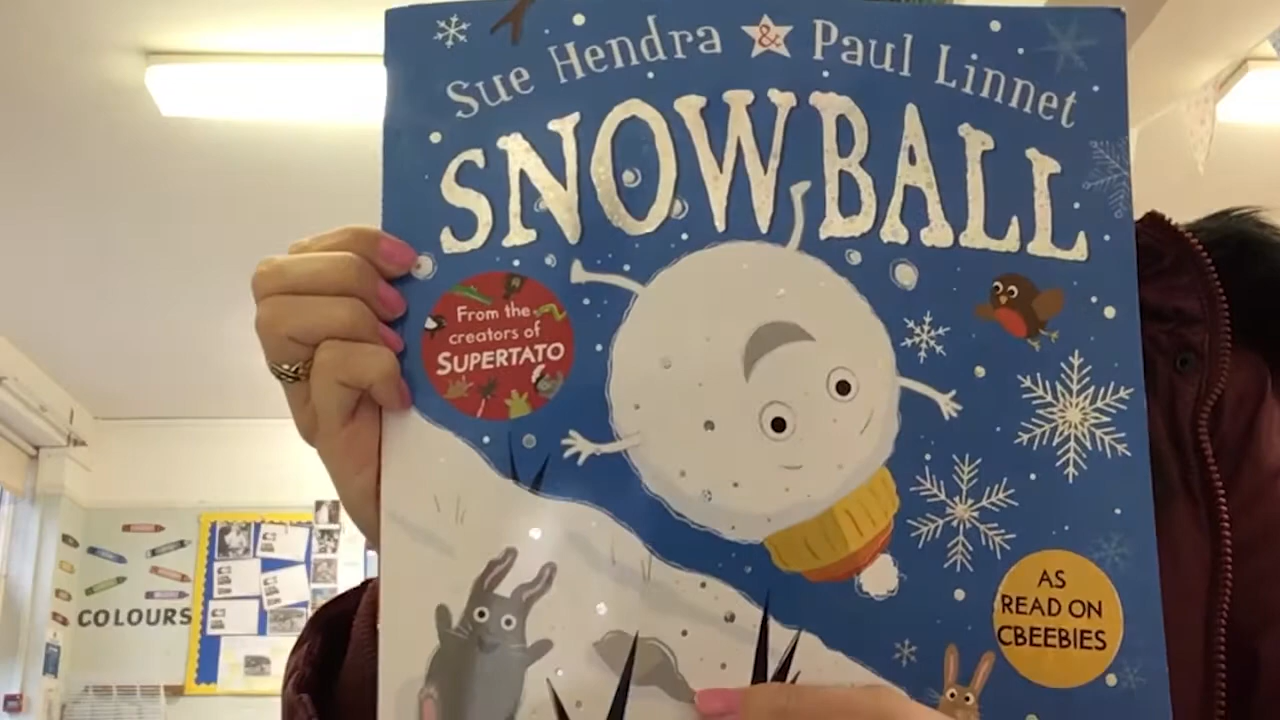 Sue Hendra & Paul Linnet
SNOWBALL
From the
creators of
SUPERTATO
AS
READ ON
CBEEBIES
COLOURS